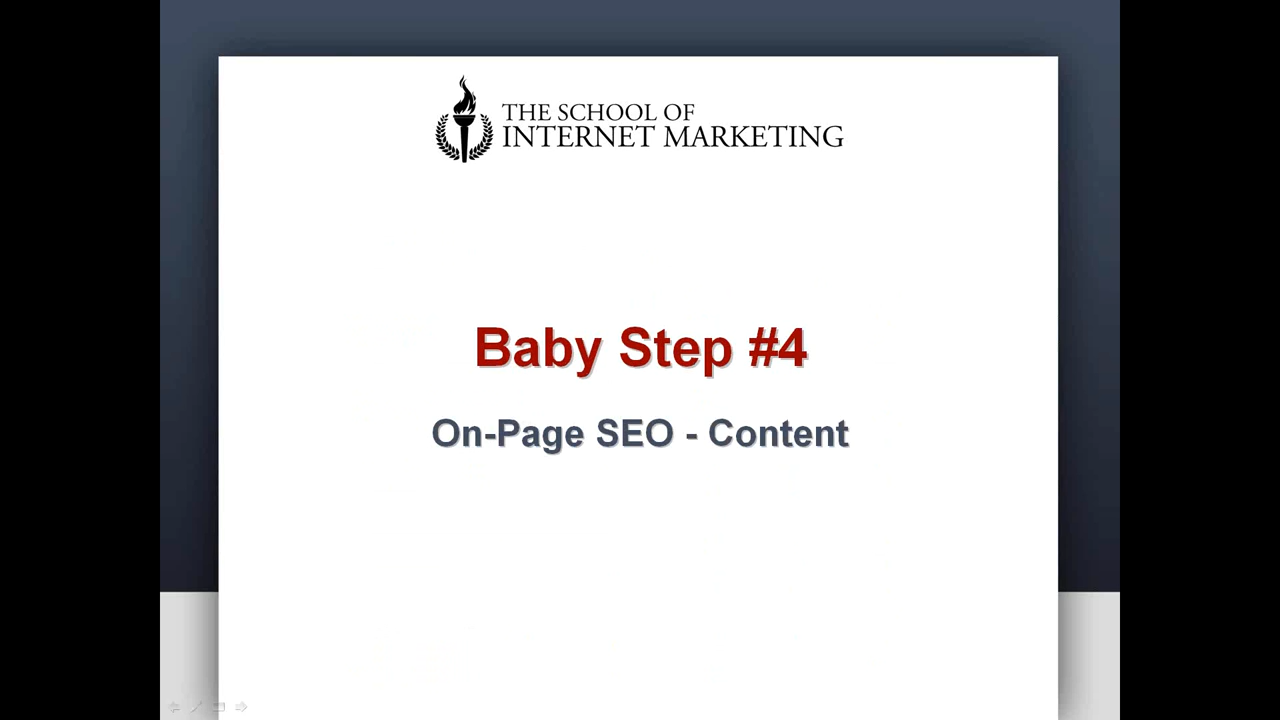 THE SCHOOL OF
INTERNET MARKETING
Baby Step #4
On-Page SEO - Content